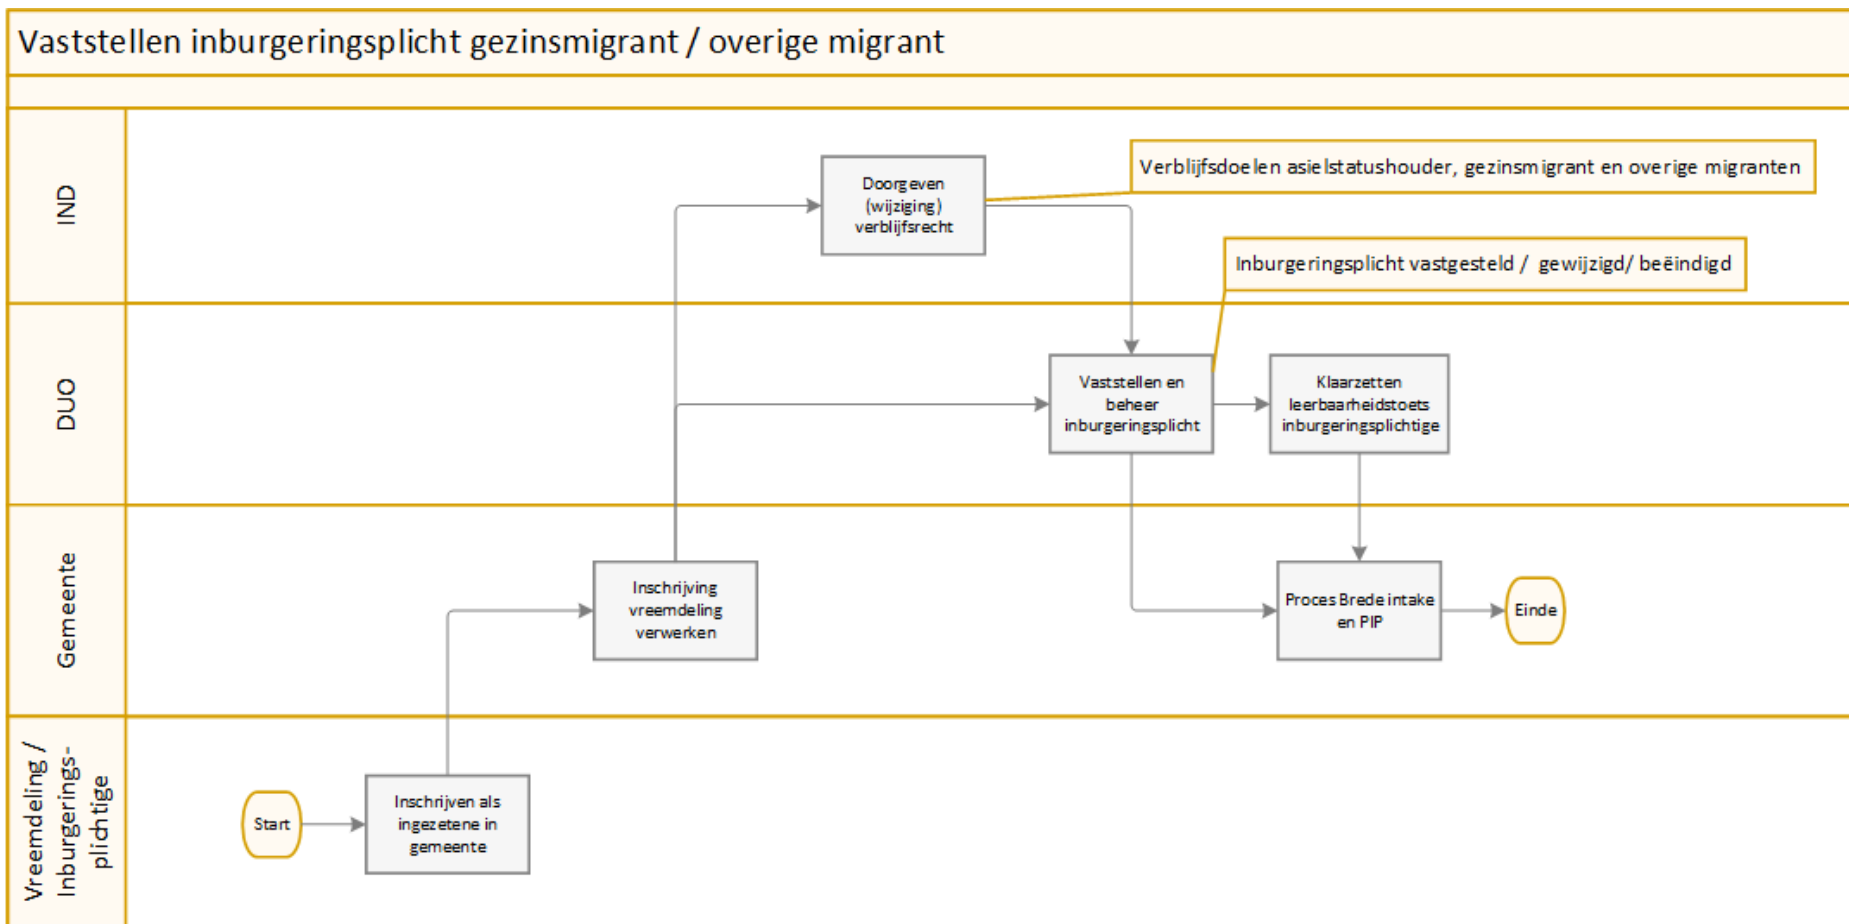 Vaststellen inburgeringsplicht gezinsmigrant / overige migrant
IND
Doorgeven
(wijziging)
verblijfsrecht
Verblijfsdoelen asielstatushouder, gezinsmigrant en overige migranten
Inburgeringsplicht vastgesteld / gewijzigd/ beëindigd
DUO
Vaststellen en
beheer
inburgeringsplicht
Klaarzetten
leerbaarheidstoets
inburgeringsplichtige
Gemeente
Inschrijving
vreemdeling
verwerken
Proces Brede intake
en PIP
Einde
Vreemdeling /
Inburgerings-
plichtige
Start
Inschrijven als
ingezetene in
gemeente